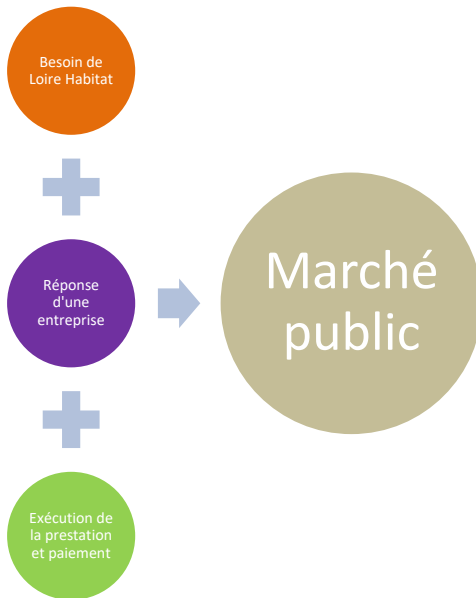 Besoin de
Loire Habitat
Réponse
d'une
entreprise
Marché
public
Exécution de
la prestation
et paiement